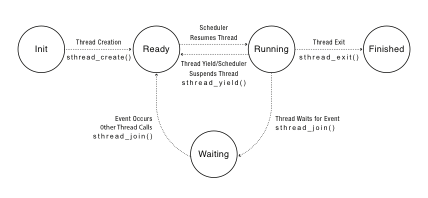 Init
Thread Creation
sthread_create()
Ready
Scheduler
Resumes Thread
Thread Yield/Scheduler
Suspends Thread
sthread_yield()
Running
Thread Exit
sthread_exit()
Finished
Event Occurs
Other Thread Calls
sthread_join()
Thread Waits for Event
sthread_join()
Waiting